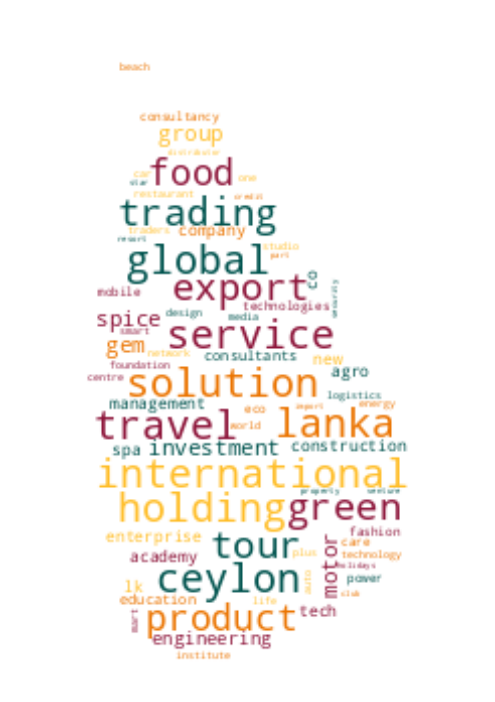 beach
consultancy
group
distributor
food
car
one
star
restaurant
credit
trading
traders
company
resort
studio
part
global
export
co
mobile
security
technologies
spice
design
media
smart
service
gem
network
consultants
new
foundation
agro
centre
solution
logistics
management
eco
import
energy
travel
world
lanka
spa
investment
construction
international
property
venture
holding
green
enterprise
tour
fashion
care
academy
plus
technology
motor
holidays
ceylon
power
lk
auto
club
education
life
mart
product
tech
engineering
institute